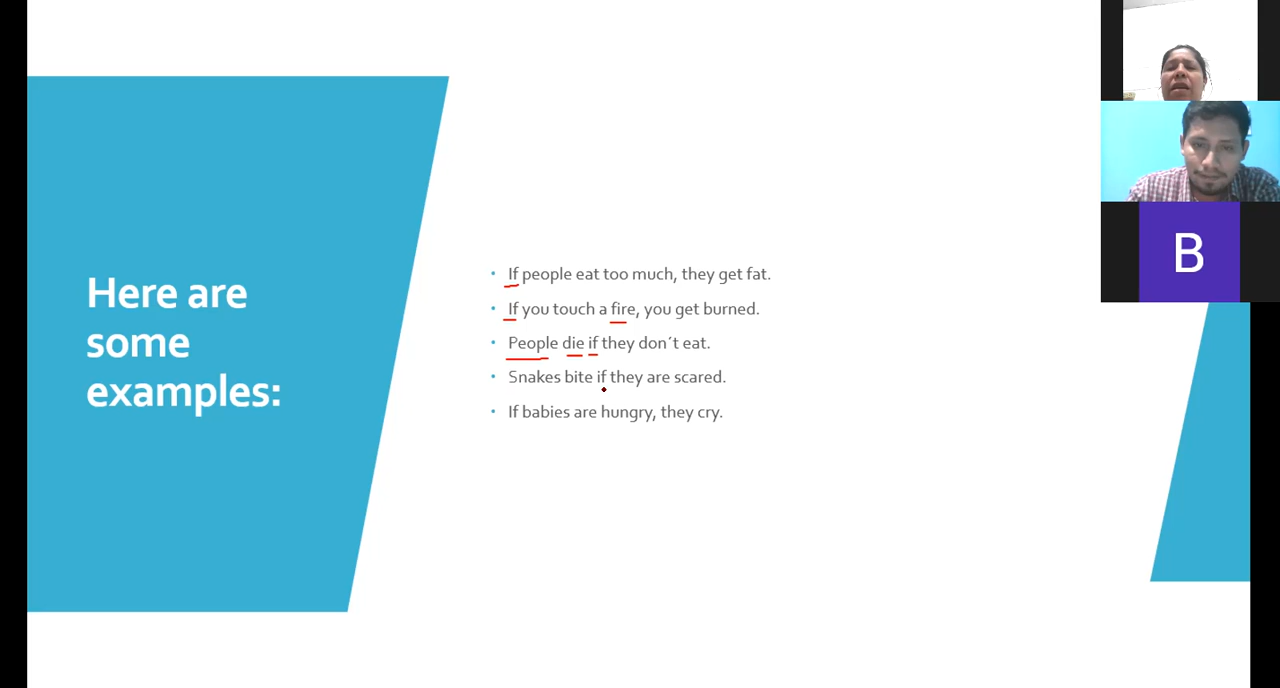 Here are
some
examples:
• If people eat too much, they get fat.
• If you touch a fire, you get burned.
• People die if they don´t eat.
• Snakes bite if they are scared.
• If babies are hungry, they cry.
B